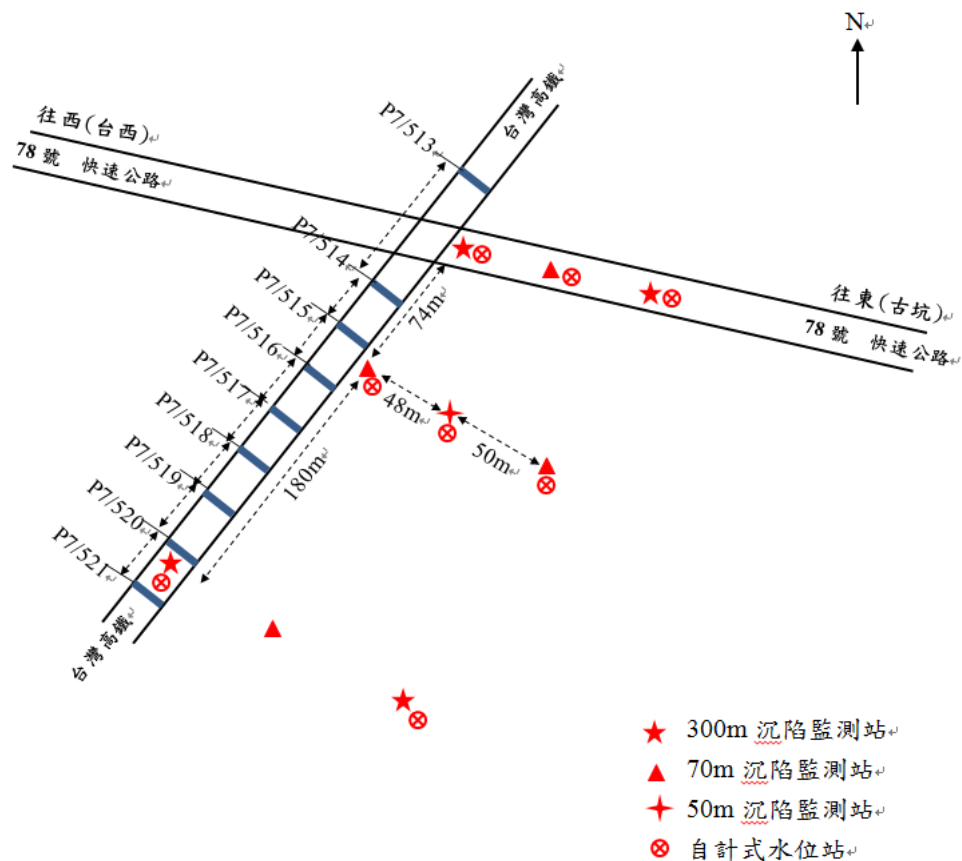 N
台灣高鐵
P7/513
往西(台西)
78號 快速公路
P7/514
P7/515
74m
往東(古坑)
78號 快速公路
P7/516
P7/517
48m
P7/518
50m
P7/519
180m
P7/520
P7/521
台灣高鐵
300m 沉陷監測站
70m 沉陷監測站
50m 沉陷監測站
自計式水位站